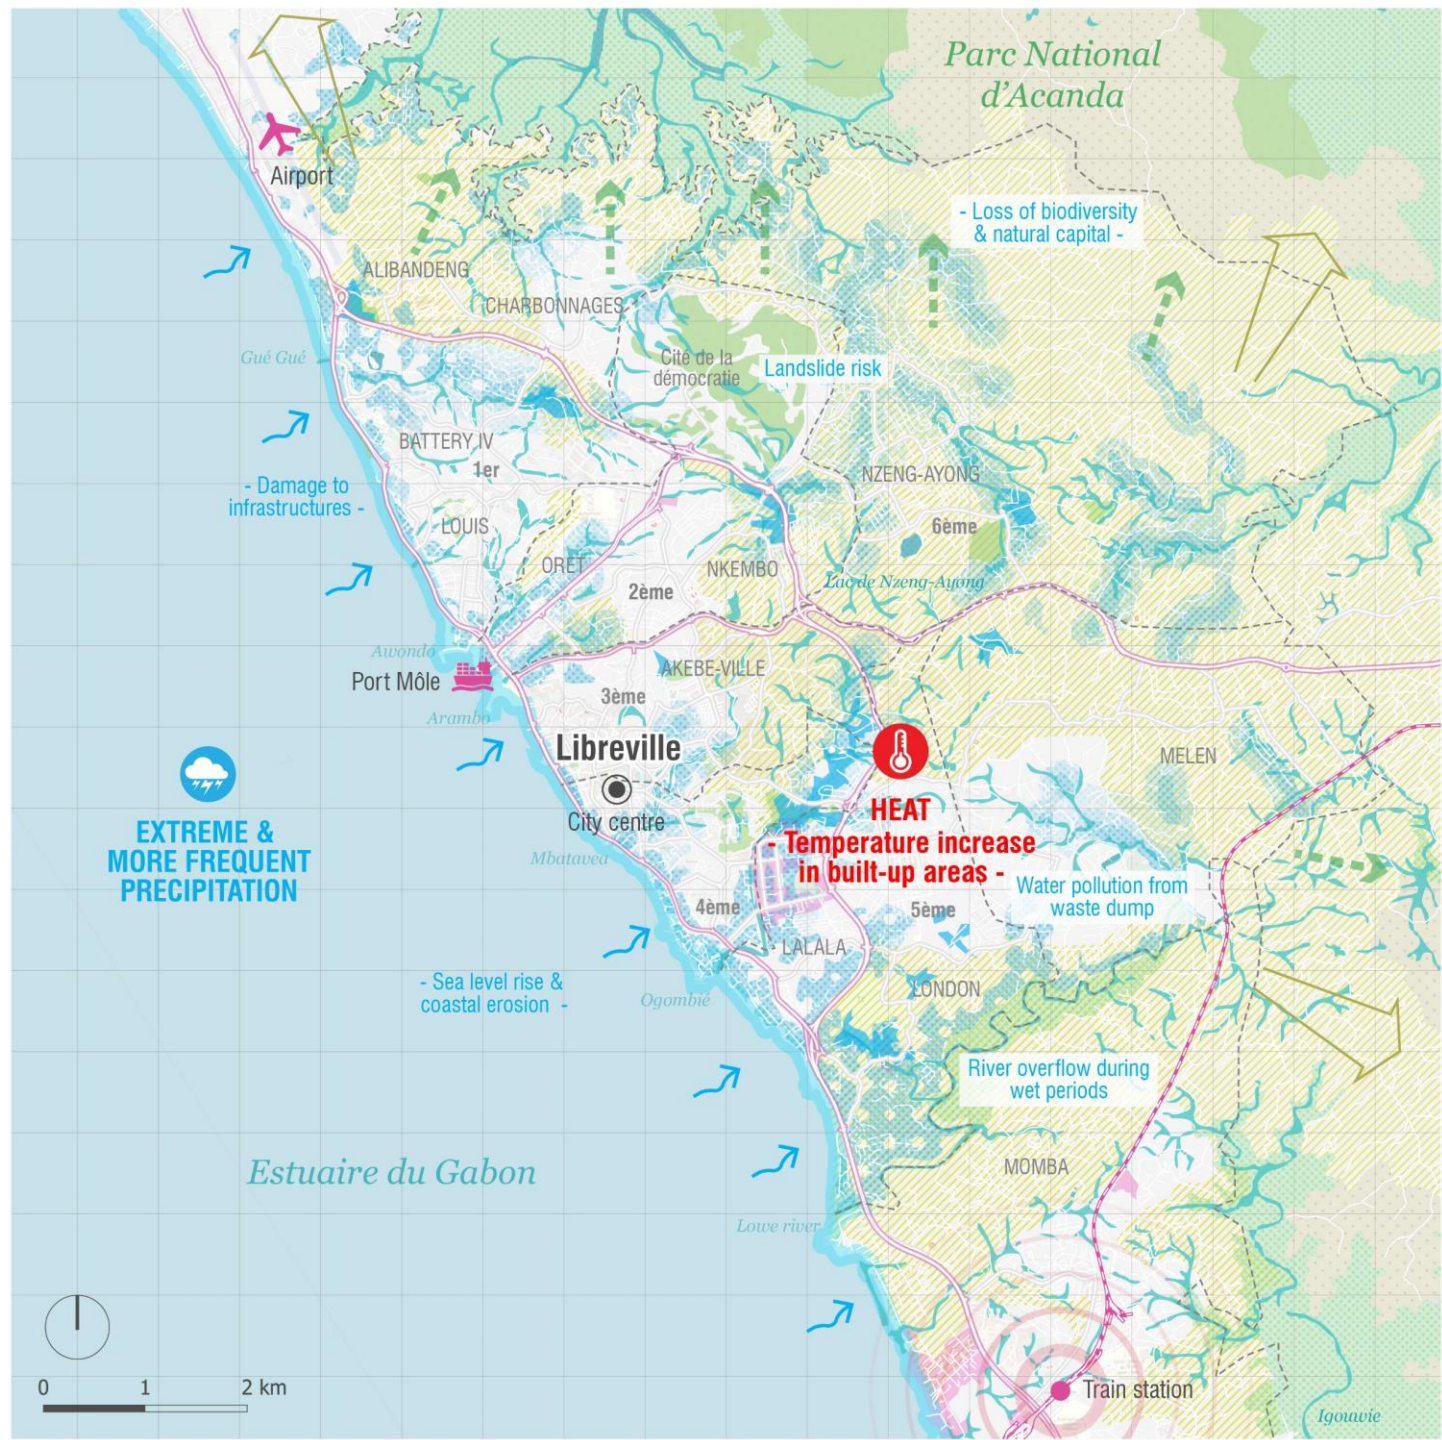 Parc National
d'Acanda
Airport
- Loss of biodiversity
& natural capital -
ALIBANDENG
CHARBONNAGES
Gué Gué
Cité de la
démocratie
Landslide risk
BATTERY IV
1er
NZENG-AYONG
- Damage to
infrastructures -
LOUIS
6ème
ORET
NKEMBO
Lac de Nzeng-Ayong
2ème
Awondo
AKEBE-VILLE
Port Môle
3ème
Arambo
Libreville
MELEN
City centre
EXTREME &
MORE FREQUENT
PRECIPITATION
HEAT
- Temperature increase
in built-up areas -
Mbatavea
Water pollution from
waste dump
4ème
5ème
LALALA
- Sea level rise &
coastal erosion -
LONDON
Ogombié
River overflow during
wet periods
Estuaire du Gabon
MOMBA
Lowe river
0 1 2 km
Train station
Igouwie